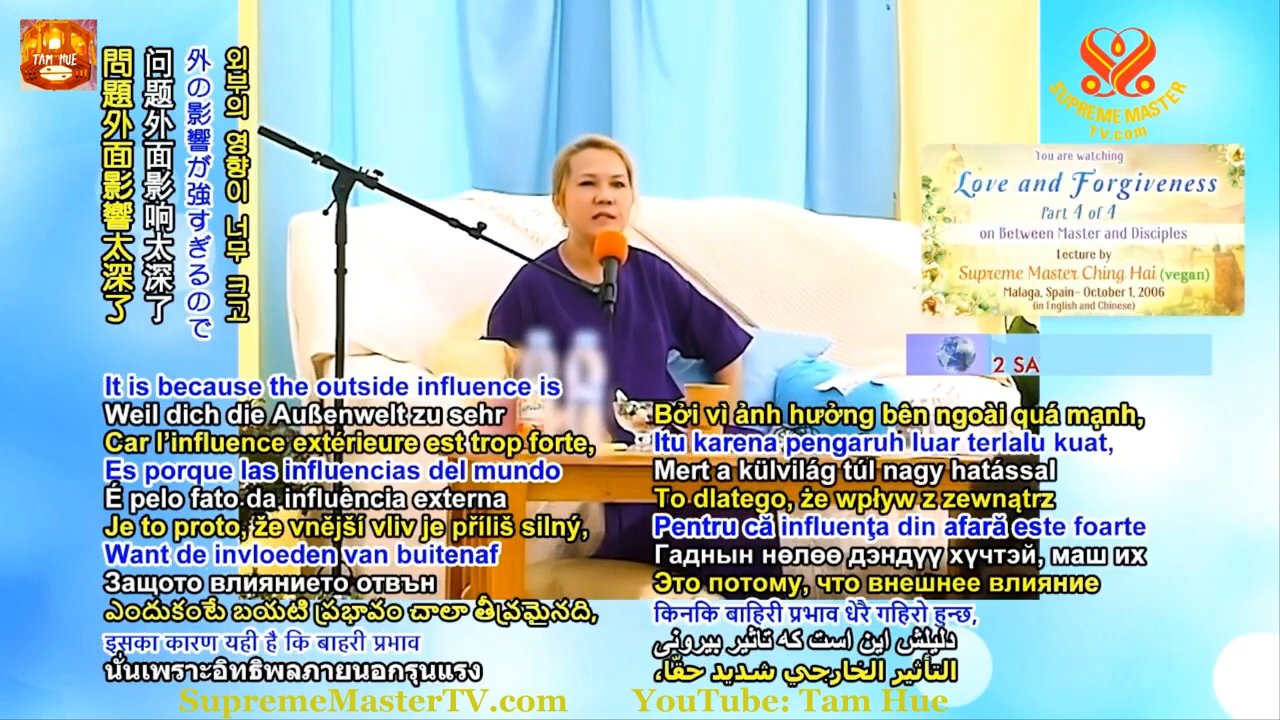 TAM HUE
問題外面影響太深了
问题外面影响太深了
外の影響が強すぎるので
외부의 영향이 너무 크고
SUPREME MASTER
TV.com
You are watching
Love and Forgiveness
Part 4 of 4
on Between Master and Disciples
Lecture by
Supreme Master Ching Hai (vegan)
Malaga, Spain– October 1, 2006
(in English and Chinese)
2 SA
It is because the outside influence is
Weil dich die Außenwelt zu sehr
Car l’influence extérieure est trop forte,
Es porque las influencias del mundo
É pelo fato da influência externa
Je to proto, že vnější vliv je příliš silný,
Want de invloeden van buitenaf
Защото влиянието отвън
ఎందుకంటే బయటి ప్రభావం చాలా తీవ్రమైనది,
इसका कारण यही है कि बाहरी प्रभाव
นั่นเพราะอิทธิพลภายนอกรุนแรง
Bởi vì ảnh hưởng bên ngoài quá mạnh,
Itu karena pengaruh luar terlalu kuat,
Mert a külvilág túl nagy hatással
To dlatego, że wpływ z zewnątrz
Pentru că influenţa din afară este foarte
Гаднын нөлөө дэндүү хүчтэй, маш их
Это потому, что внешнее влияние
किनकि बाहिरी प्रभाव धेरै गहिरो हुन्छ,
دلیلش این است که تاثیر بیرونی
التأثير الخارجي شديد حقًا،
SupremeMasterTV.com
YouTube: Tam Hue